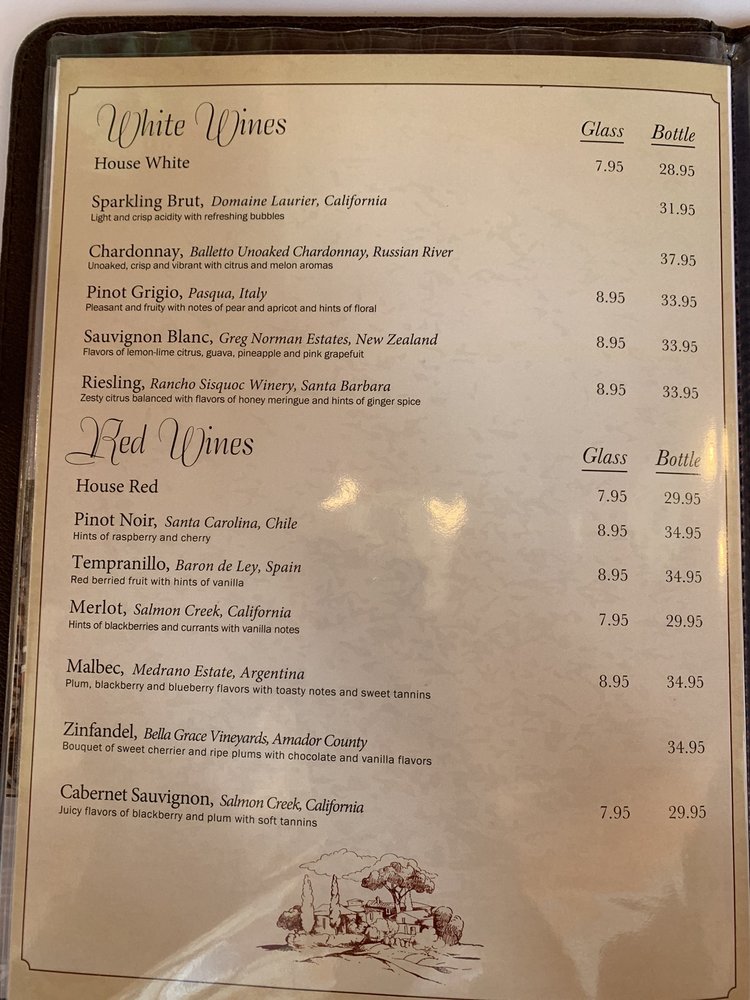 White Wines Glass Bottle
House White 7.95 28.95
Sparkling Brut, Domaine Laurier, California 31.95
Light and crisp acidity with refreshing bubbles
Chardonnay, Balletto Unoaked Chardonnay, Russian River 37.95
Unoaked, crisp and vibrant with citrus and melon aromas
Pinot Grigio, Pasqua, Italy 8.95 33.95
Pleasant and fruity with notes of pear and apricot and hints of floral
Sauvignon Blanc, Greg Norman Estates, New Zealand 8.95 33.95
Flavors of lemon-lime citrus, guava, pineapple and pink grapefuit
Riesling, Rancho Sisquoc Winery, Santa Barbara 8.95 33.95
Zesty citrus balanced with flavors of honey meringue and hints of ginger spice
Red Wines Glass Bottle
House Red 7.95 29.95
Pinot Noir, Santa Carolina, Chile 8.95 34.95
Hints of raspberry and cherry
Tempranillo, Baron de Ley, Spain 8.95 34.95
Red berried fruit with hints of vanilla
Merlot, Salmon Creek, California 7.95 29.95
Hints of blackberries and currants with vanilla notes
Malbec, Medrano Estate, Argentina 8.95 34.95
Plum, blackberry and blueberry flavors with toasty notes and sweet tannins
Zinfandel, Bella Grace Vineyards, Amador County 34.95
Bouquet of sweet cherrier and ripe plums with chocolate and vanilla flavors
Cabernet Sauvignon, Salmon Creek, California 7.95 29.95
Juicy flavors of blackberry and plum with soft tannins